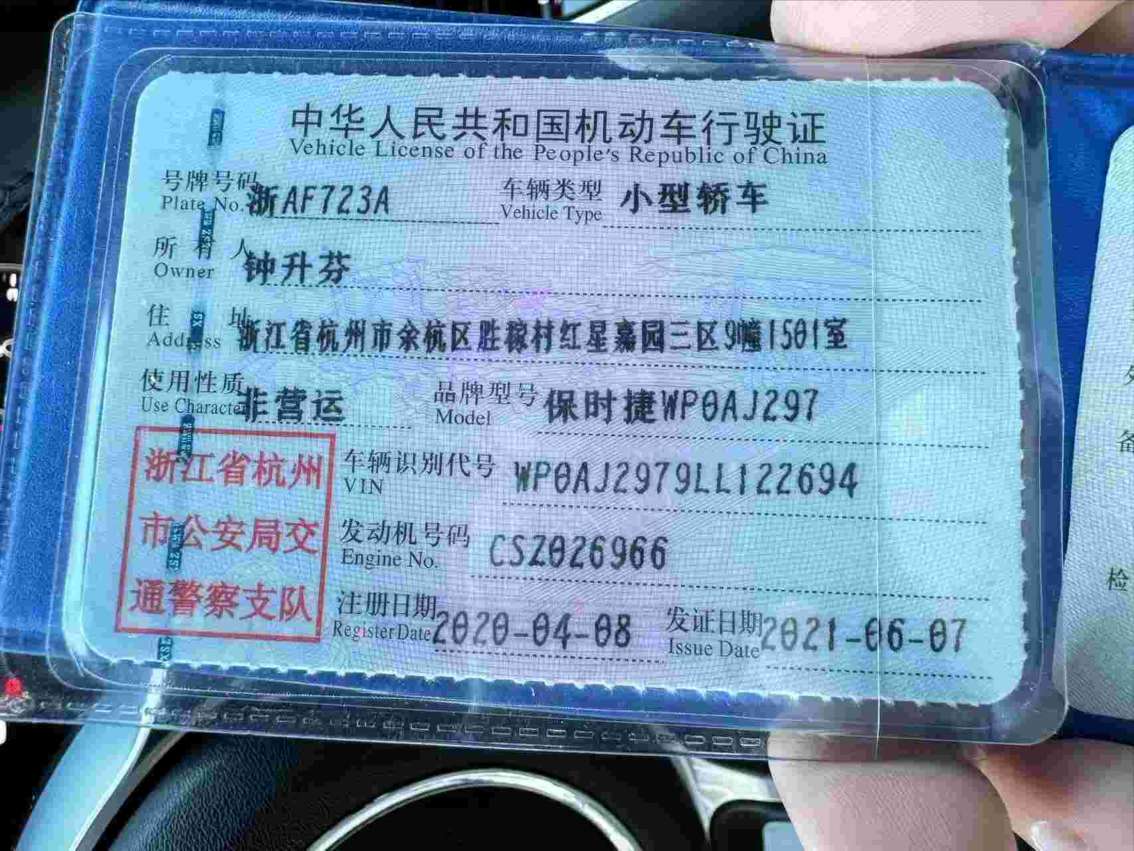 中华人民共和国机动车行驶证
Vehicle License of the People's Republic of China
号牌号码 浙AF723A 车辆类型 小型轿车
Plate No. Vehicle Type
所有人 钟升芬
Owner
住址 浙江省杭州市余杭区胜稼村红星嘉园三区9幢1501室
Address
使用性质 非营运 品牌型号 保时捷WP0AJ297
Use Character Model
浙江省杭州
市公安局交
通警察支队
车辆识别代号 WP0AJ2979LL122694
VIN
发动机号码 CSZ026966
Engine No.
注册日期 2020-04-08 发证日期 2021-06-07
Register Date Issue Date
备
检